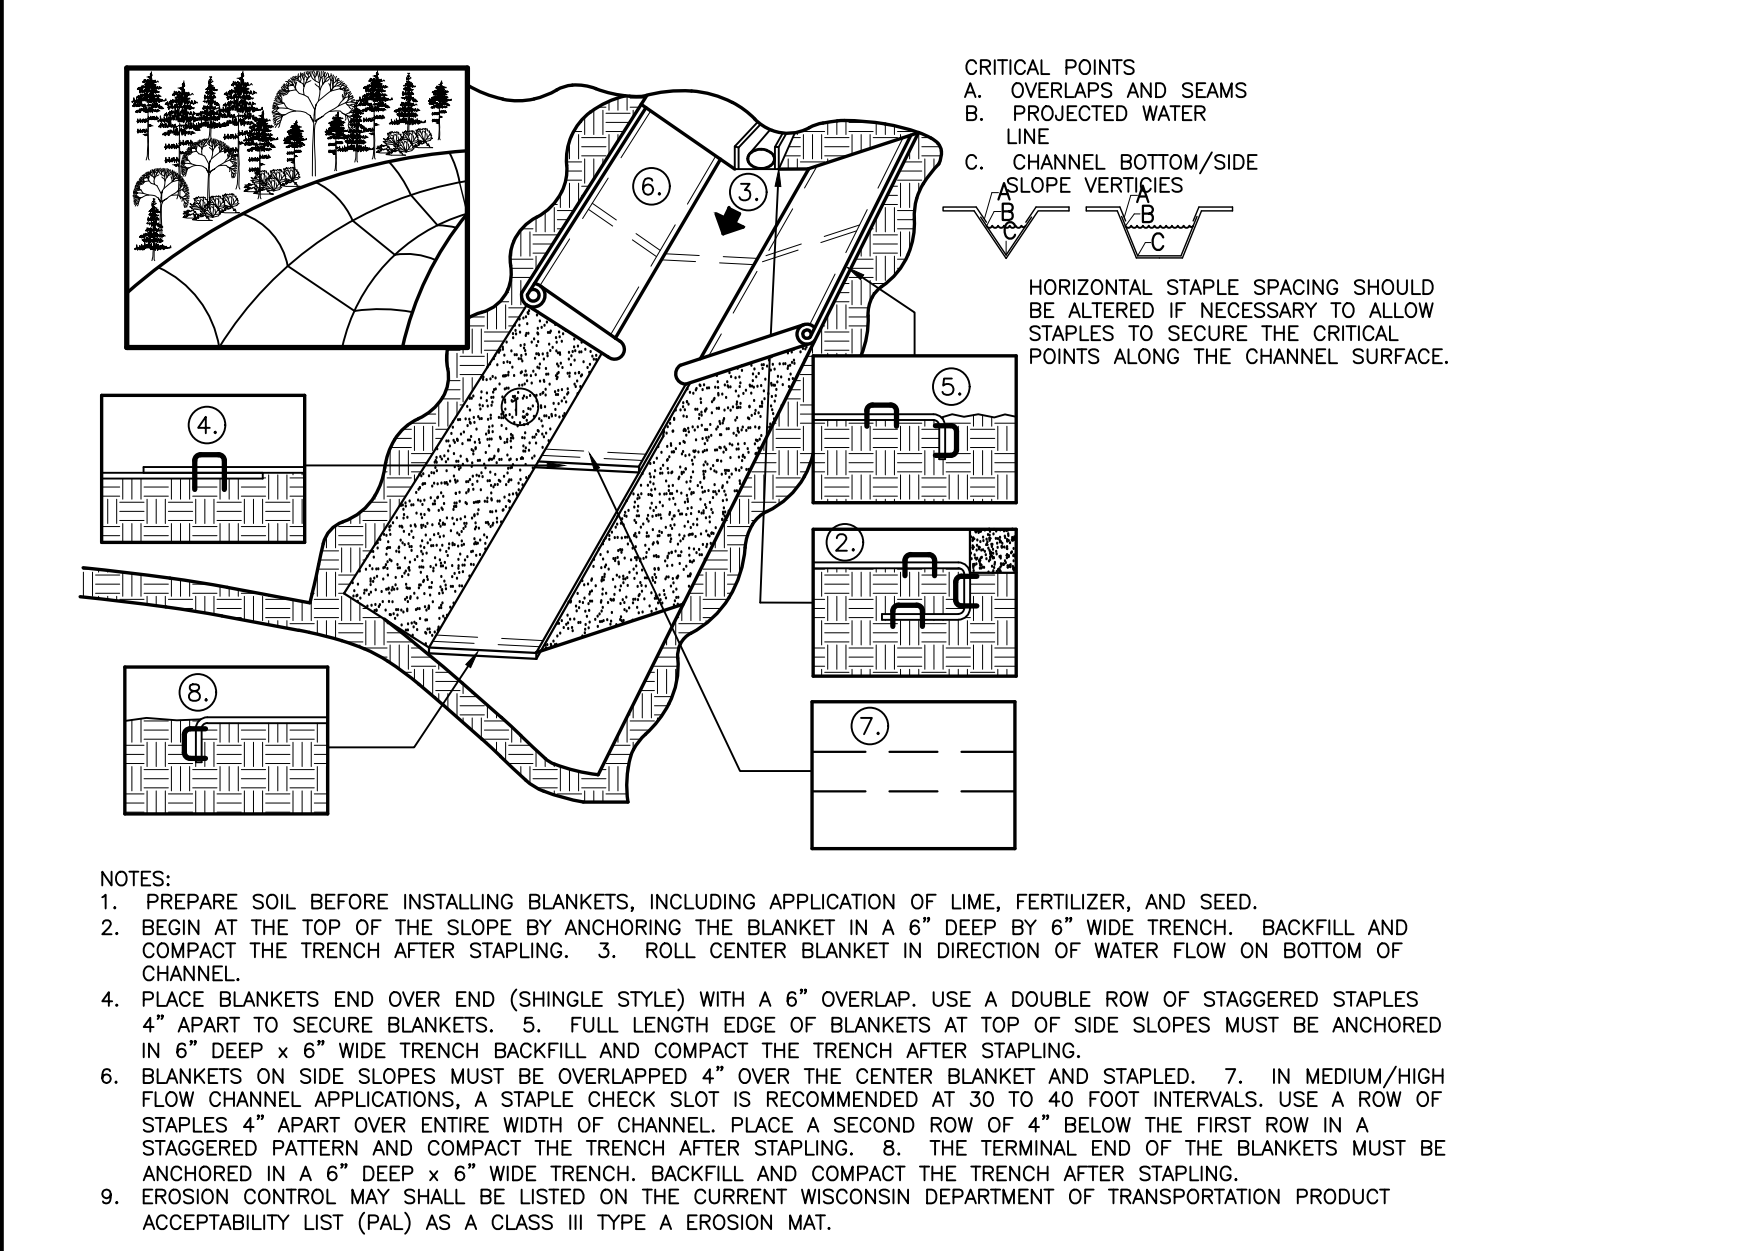 CRITICAL POINTS
A. OVERLAPS AND SEAMS
B. PROJECTED WATER
LINE
C. CHANNEL BOTTOM/SIDE
SLOPE VERTICIES
A
B
C
A
B
C
HORIZONTAL STAPLE SPACING SHOULD
BE ALTERED IF NECESSARY TO ALLOW
STAPLES TO SECURE THE CRITICAL
POINTS ALONG THE CHANNEL SURFACE.
6.
3.
5.
1.
4.
2.
8.
7.
NOTES:
1. PREPARE SOIL BEFORE INSTALLING BLANKETS, INCLUDING APPLICATION OF LIME, FERTILIZER, AND SEED.
2. BEGIN AT THE TOP OF THE SLOPE BY ANCHORING THE BLANKET IN A 6" DEEP BY 6" WIDE TRENCH. BACKFILL AND
COMPACT THE TRENCH AFTER STAPLING. 3. ROLL CENTER BLANKET IN DIRECTION OF WATER FLOW ON BOTTOM OF
CHANNEL.
4. PLACE BLANKETS END OVER END (SHINGLE STYLE) WITH A 6" OVERLAP. USE A DOUBLE ROW OF STAGGERED STAPLES
4" APART TO SECURE BLANKETS. 5. FULL LENGTH EDGE OF BLANKETS AT TOP OF SIDE SLOPES MUST BE ANCHORED
IN 6" DEEP x 6" WIDE TRENCH BACKFILL AND COMPACT THE TRENCH AFTER STAPLING.
6. BLANKETS ON SIDE SLOPES MUST BE OVERLAPPED 4" OVER THE CENTER BLANKET AND STAPLED. 7. IN MEDIUM/HIGH
FLOW CHANNEL APPLICATIONS, A STAPLE CHECK SLOT IS RECOMMENDED AT 30 TO 40 FOOT INTERVALS. USE A ROW OF
STAPLES 4" APART OVER ENTIRE WIDTH OF CHANNEL. PLACE A SECOND ROW OF 4" BELOW THE FIRST ROW IN A
STAGGERED PATTERN AND COMPACT THE TRENCH AFTER STAPLING. 8. THE TERMINAL END OF THE BLANKETS MUST BE
ANCHORED IN A 6" DEEP x 6" WIDE TRENCH. BACKFILL AND COMPACT THE TRENCH AFTER STAPLING.
9. EROSION CONTROL MAY SHALL BE LISTED ON THE CURRENT WISCONSIN DEPARTMENT OF TRANSPORTATION PRODUCT
ACCEPTABILITY LIST (PAL) AS A CLASS III TYPE A EROSION MAT.